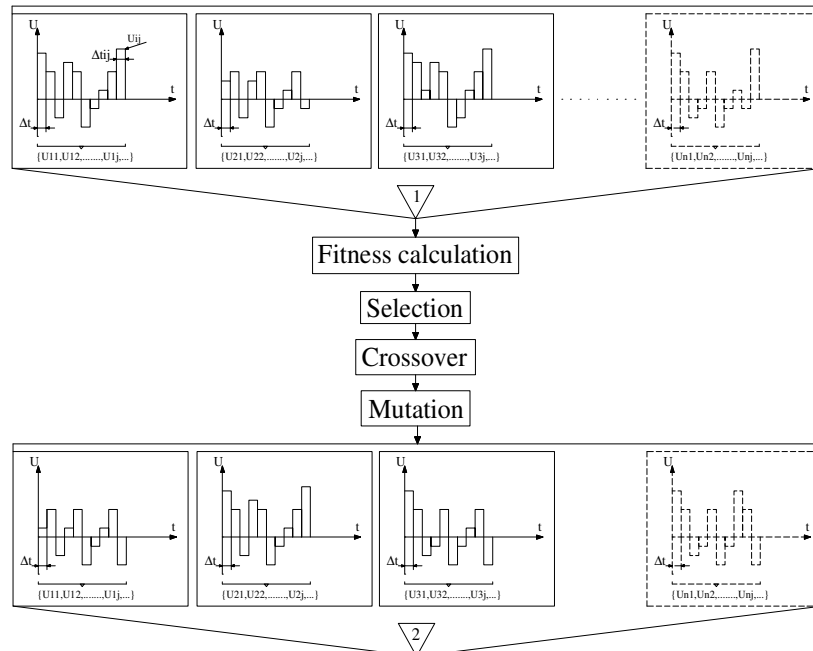 U
Uij
Δtij
t
Δt
{U11,U12,.......,U1j,...}
U
t
Δt
{U21,U22,.......,U2j,...}
U
t
Δt
{U31,U32,.......,U3j,...}
U
t
Δt
{Un1,Un2,.......,Unj,...}
1
Fitness calculation
Selection
Crossover
Mutation
U
t
Δt
{U11,U12,.......,U1j,...}
U
t
Δt
{U21,U22,.......,U2j,...}
U
t
Δt
{U31,U32,.......,U3j,...}
U
t
Δt
{Un1,Un2,.......,Unj,...}
2